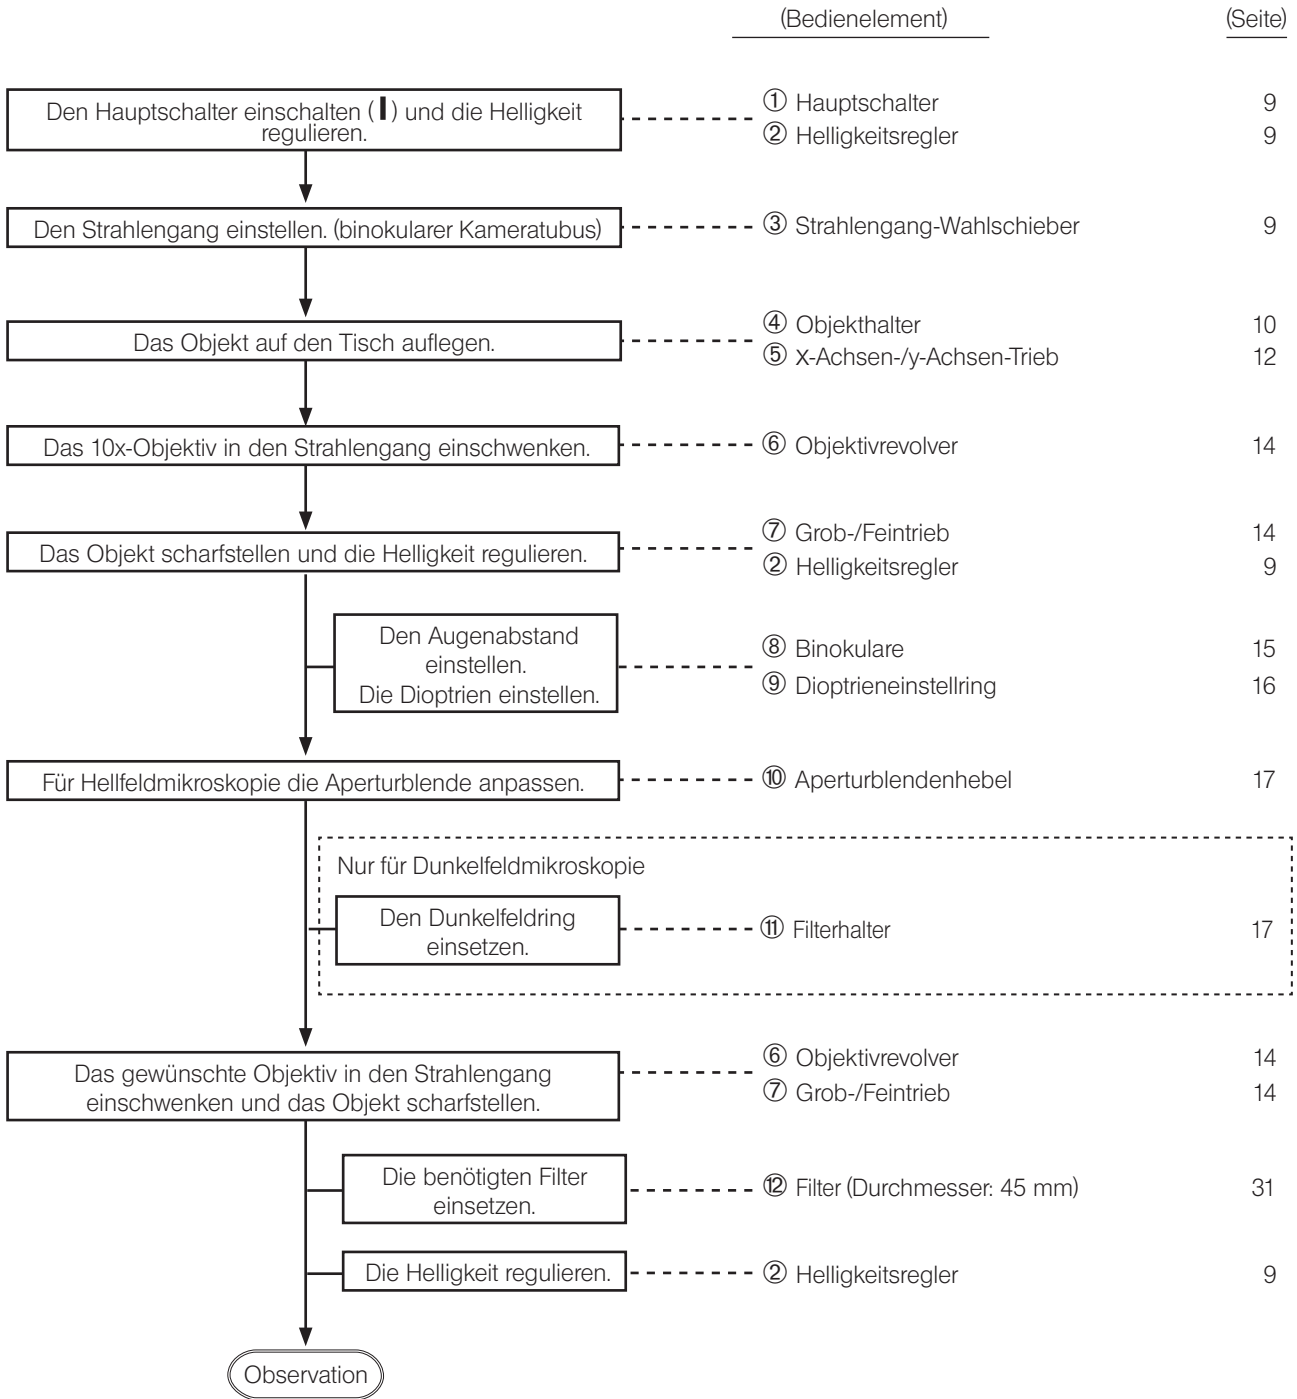 (Bedienelement) (Seite)
Den Hauptschalter einschalten (I) und die Helligkeit
regulieren.
① Hauptschalter 9
② Helligkeitsregler 9
Den Strahlengang einstellen. (binokularer Kameratubus)
③ Strahlengang-Wahlschieber 9
Das Objekt auf den Tisch auflegen.
④ Objekthalter 10
⑤ X-Achsen-/y-Achsen-Trieb 12
Das 10x-Objektiv in den Strahlengang einschwenken.
⑥ Objektivrevolver 14
Das Objekt scharfstellen und die Helligkeit regulieren.
⑦ Grob-/Feintrieb 14
② Helligkeitsregler 9
Den Augenabstand
einstellen.
Die Dioptrien einstellen.
⑧ Binokulare 15
⑨ Dioptrieneinstellring 16
Für Hellfeldmikroskopie die Aperturblende anpassen.
⑩ Aperturblendenhebel 17
Nur für Dunkelfeldmikroskopie
Den Dunkelfeldring
einsetzen.
⑪ Filterhalter 17
Das gewünschte Objektiv in den Strahlengang
einschwenken und das Objekt scharfstellen.
⑥ Objektivrevolver 14
⑦ Grob-/Feintrieb 14
Die benötigten Filter
einsetzen.
⑫ Filter (Durchmesser: 45 mm) 31
Die Helligkeit regulieren.
② Helligkeitsregler 9
Observation